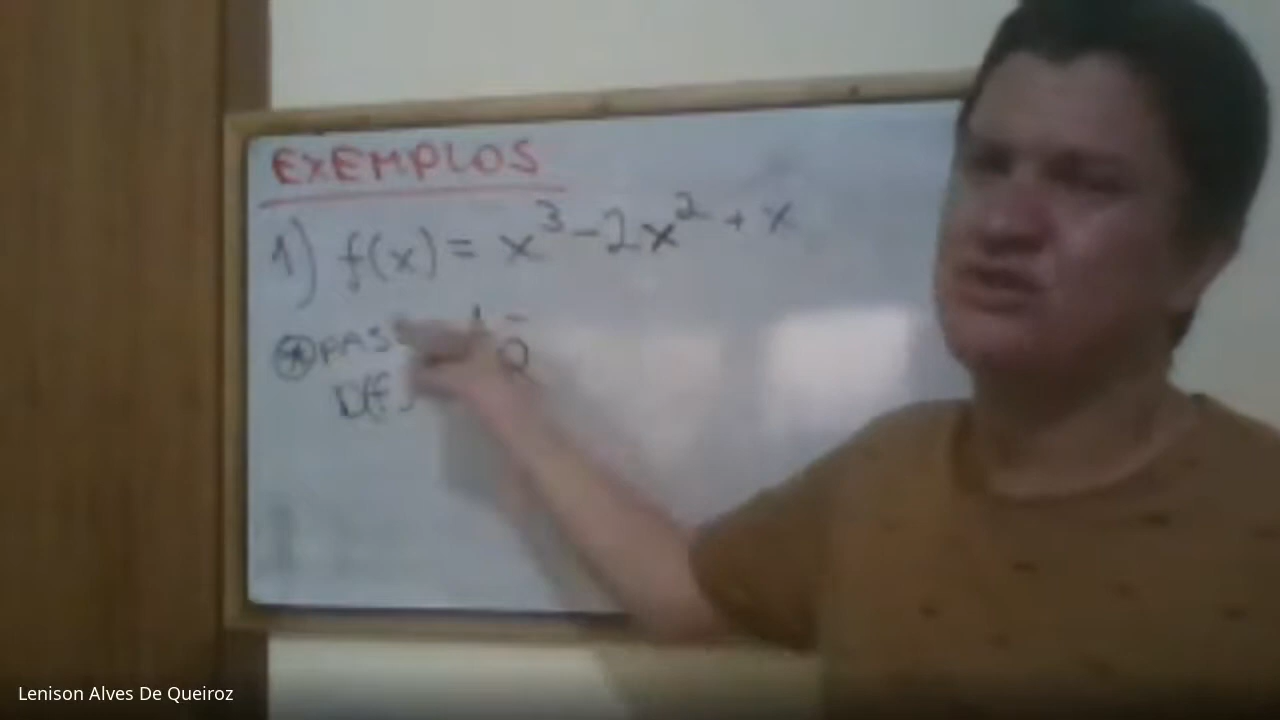 EXEMPLOS
1) f(x) = x³ - 2x² + x
D(f)
Lenison Alves De Queiroz